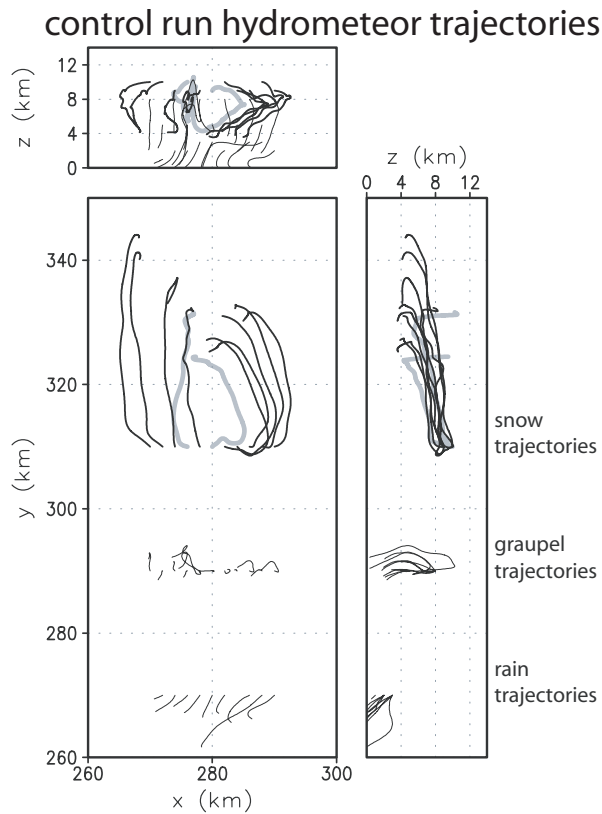 control run hydrometeor trajectories
12
8
4
0
z (km)
z (km)
0 4 8 12
340
320
300
280
260
y (km)
260 280 300
x (km)
snow
trajectories
graupel
trajectories
rain
trajectories